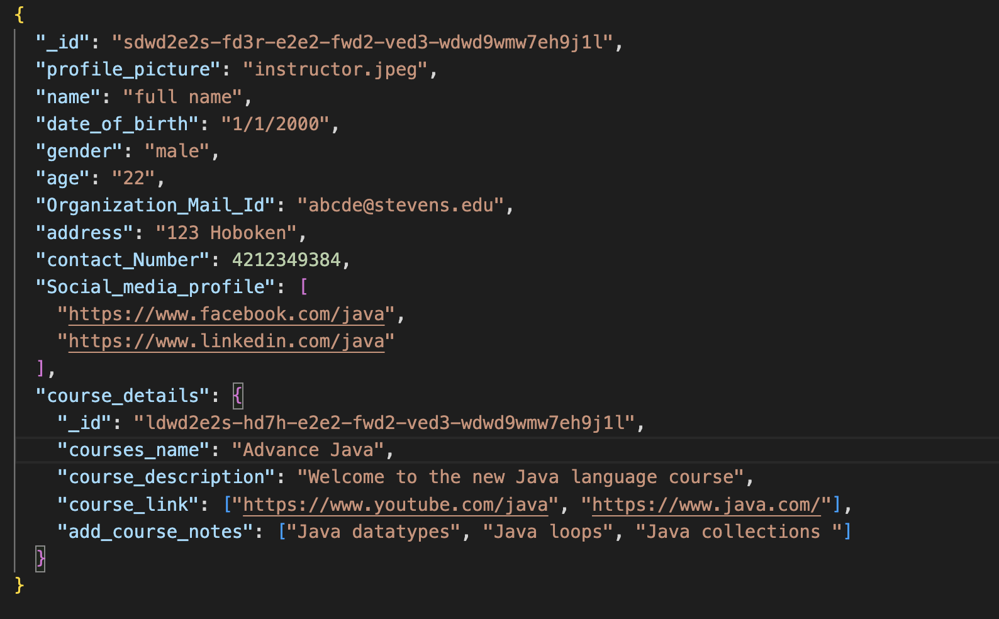 {
"_id": "sdwd2e2s-fd3r-e2e2-fwd2-ved3-wdwd9wmw7eh9j1l",
"profile_picture": "instructor.jpeg",
"name": "full name",
"date_of_birth": "1/1/2000",
"gender": "male",
"age": "22",
"Organization_Mail_Id": "abcde@stevens.edu",
"address": "123 Hoboken",
"contact_Number": 4212349384,
"Social_media_profile": [
"https://www.facebook.com/java",
"https://www.linkedin.com/java"
],
"course_details": {
"_id": "ldwd2e2s-hd7h-e2e2-fwd2-ved3-wdwd9wmw7eh9j1l",
"courses_name": "Advance Java",
"course_description": "Welcome to the new Java language course",
"course_link": ["https://www.youtube.com/java", "https://www.java.com/"],
"add_course_notes": ["Java datatypes", "Java loops", "Java collections "]
}
}